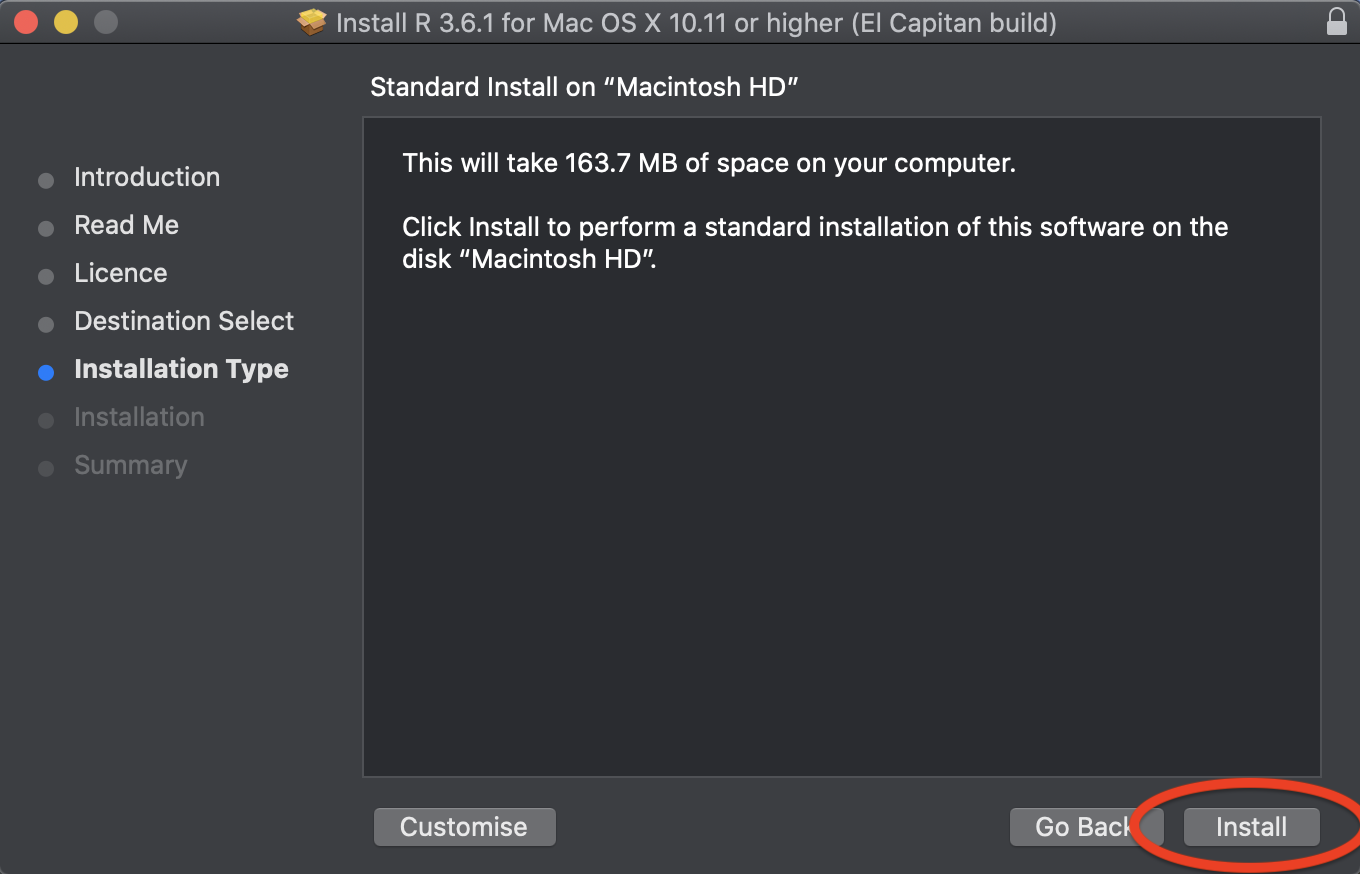 Install R 3.6.1 for Mac OS X 10.11 or higher (El Capitan build)
Standard Install on “Macintosh HD”
Introduction
Read Me
Licence
Destination Select
Installation Type
Installation
Summary
This will take 163.7 MB of space on your computer.
Click Install to perform a standard installation of this software on the
disk “Macintosh HD”.
Customise
Go Back
Install